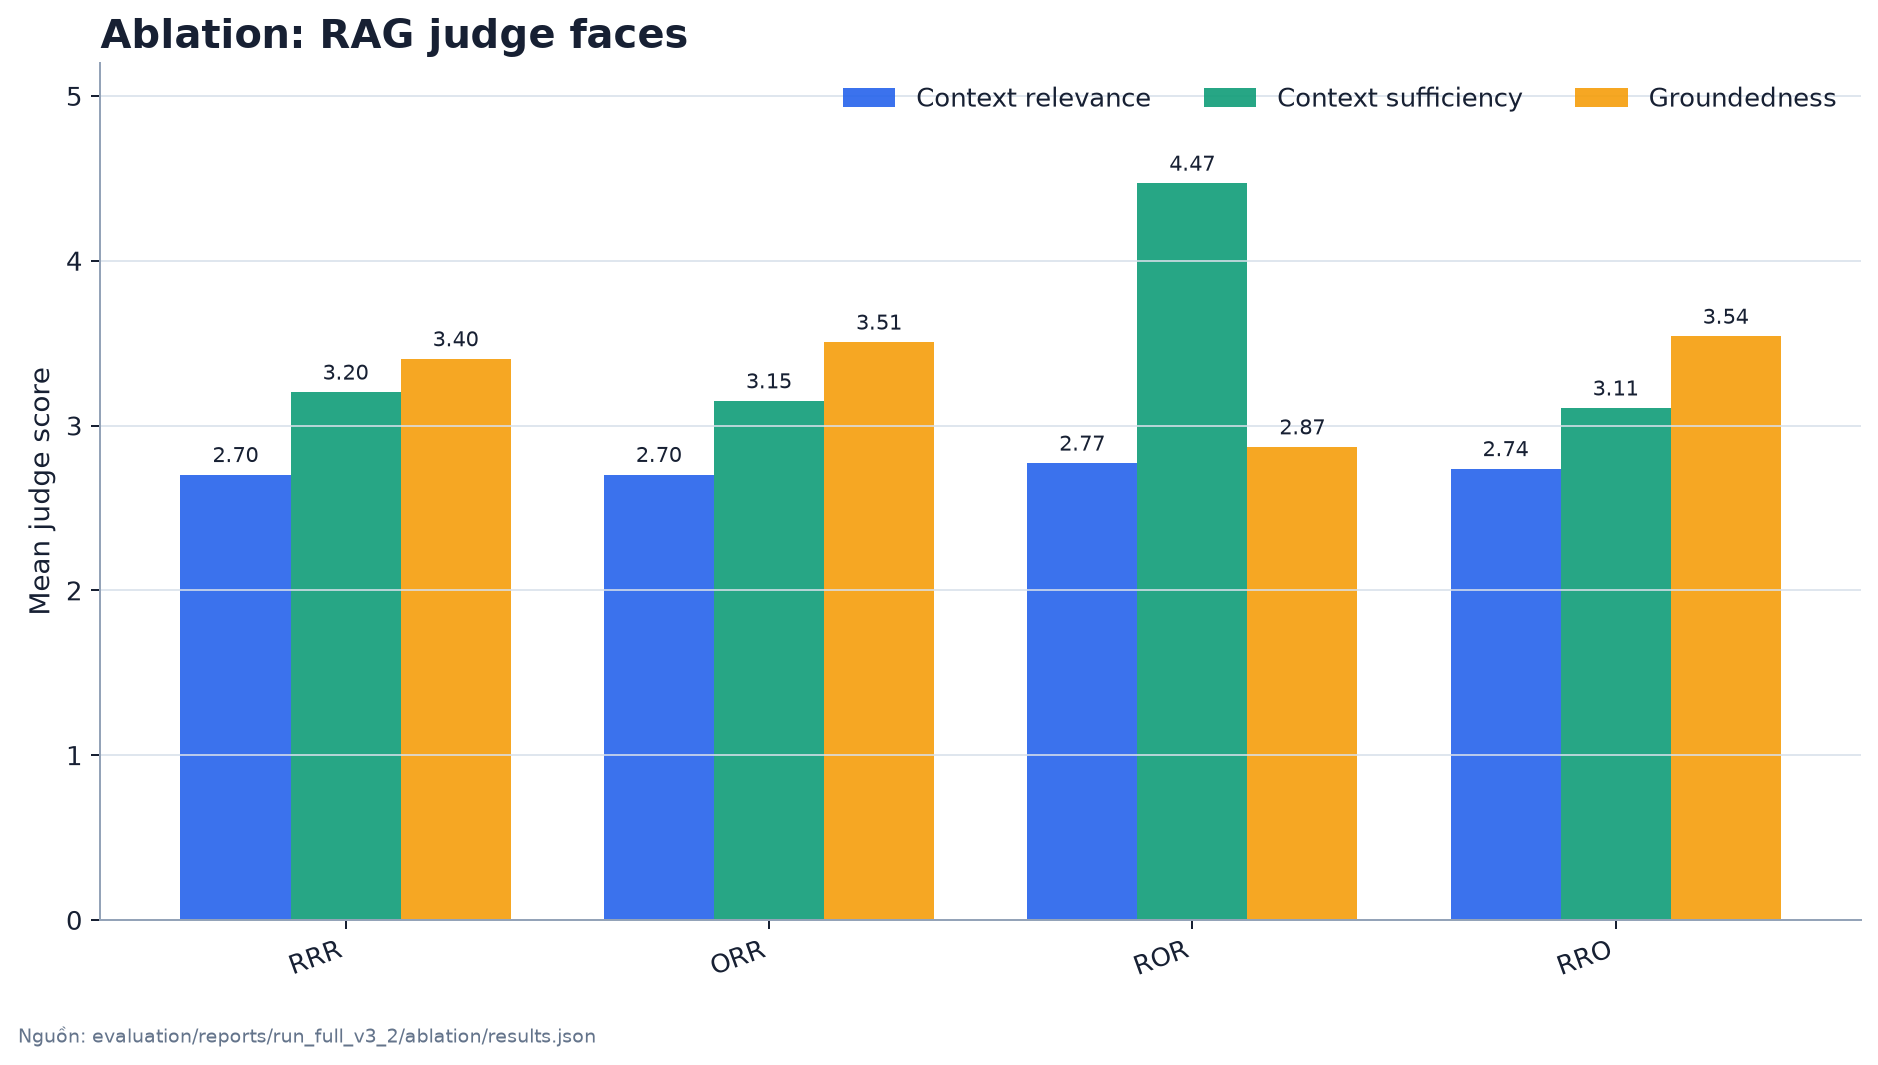 Ablation: RAG judge faces
Context relevance
Context sufficiency
Groundedness
Mean judge score
5
4
3
2
1
0
2.70
3.20
3.40
2.70
3.15
3.51
2.77
4.47
2.87
2.74
3.11
3.54
RRR
ORR
ROR
RRO
Nguồn: evaluation/reports/run_full_v3_2/ablation/results.json